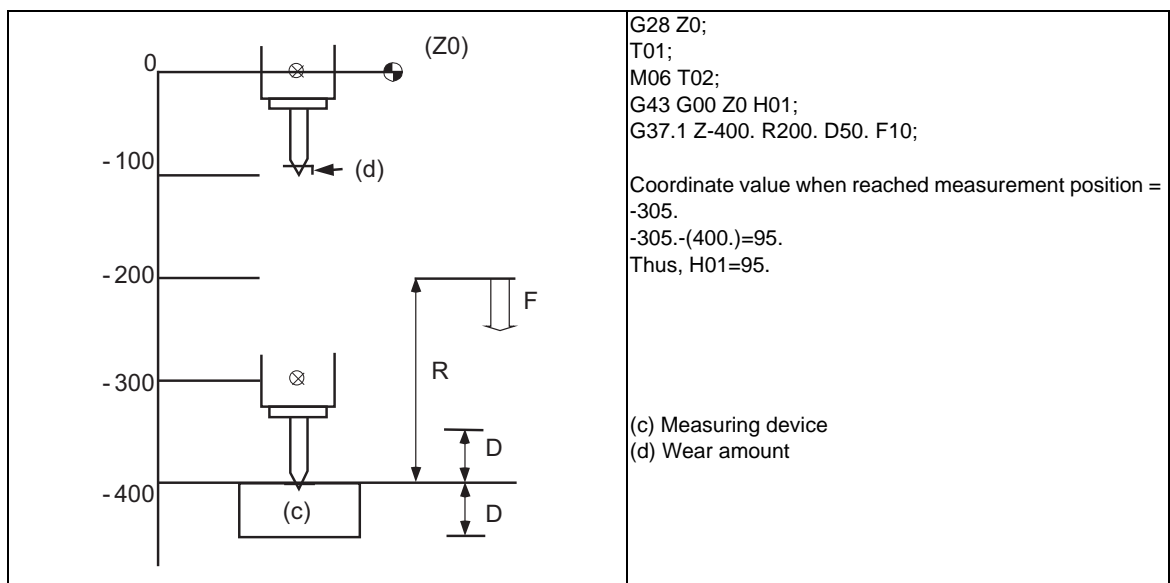 (Z0)
0
-100
(d)
-200
F
R
-300
D
-400
(c)
D
G28 Z0;
T01;
M06 T02;
G43 G00 Z0 H01;
G37.1 Z-400. R200. D50. F10;
Coordinate value when reached measurement position =
-305.
-305.-(400.)=95.
Thus, H01=95.
(c) Measuring device
(d) Wear amount